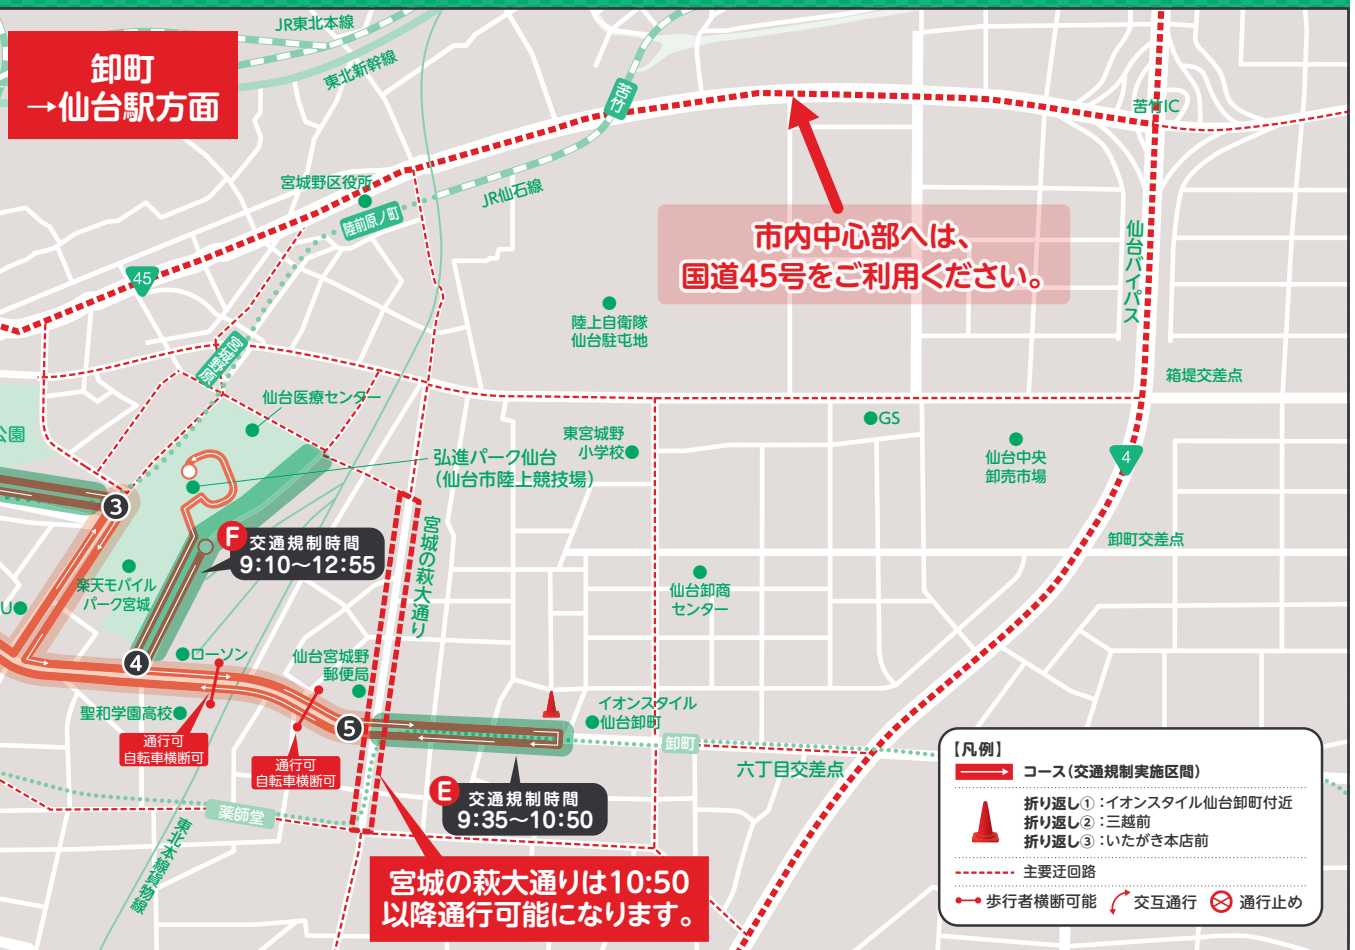 卸町
→仙台駅方面
JR東北本線
東北新幹線
苦竹
苦竹IC
宮城野区役所
JR仙石線
陸前原ノ町
45
市内中心部へは、
国道45号をご利用ください。
仙台バイパス
陸上自衛隊
仙台駐屯地
宮城野原
箱堤交差点
仙台医療センター
公園
GS
東宮城野
小学校
弘進パーク仙台
(仙台市陸上競技場)
仙台中央
卸売市場
4
3
F
交通規制時間
9:10〜12:55
宮城の萩大通り
卸町交差点
楽天モバイル
パーク宮城
U
仙台卸商
センター
4
ローソン
仙台宮城野
郵便局
聖和学園高校
5
イオンスタイル
仙台卸町
通行可
自転車横断可
通行可
自転車横断可
卸町
六丁目交差点
E
交通規制時間
9:35〜10:50
薬師堂
東北本線貨物線
宮城の萩大通りは10:50
以降通行可能になります。
【凡例】
コース(交通規制実施区間)
折り返し①:イオンスタイル仙台卸町付近
折り返し②:三越前
折り返し③:いたがき本店前
主要迂回路
歩行者横断可能 交互通行 通行止め